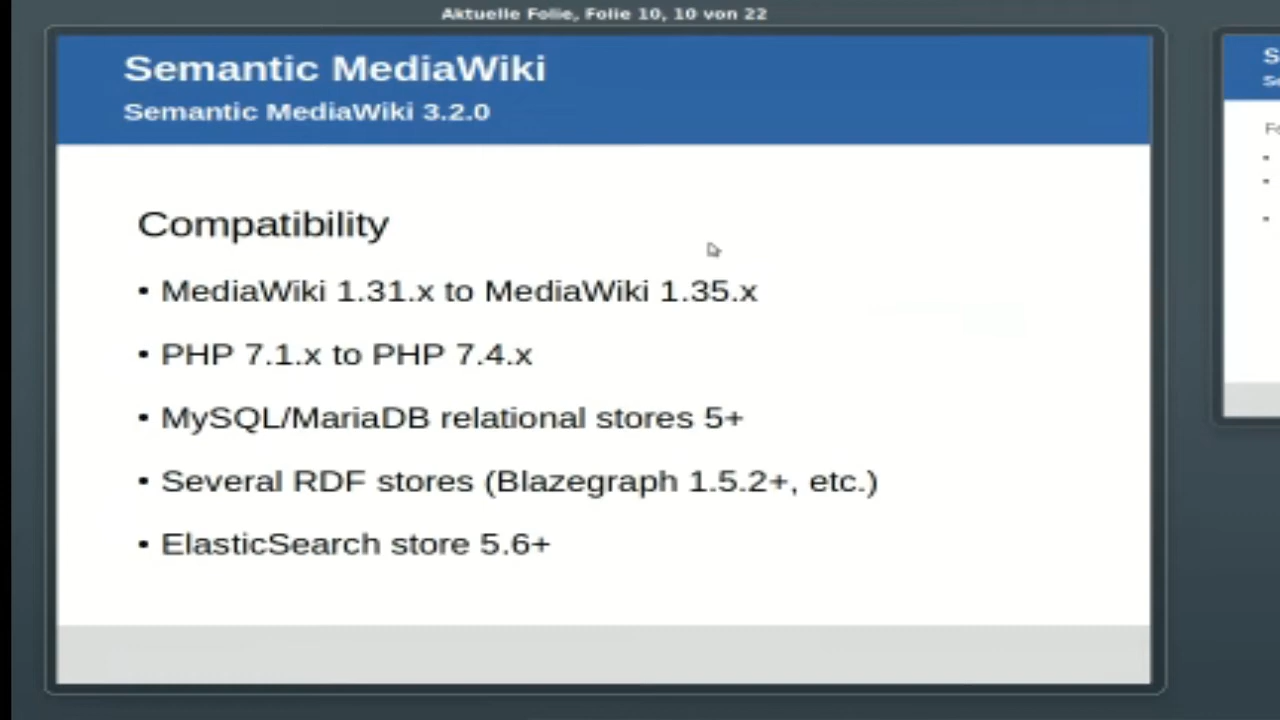 Aktuelle Folie, Folie 10, 10 von 22
Semantic MediaWiki
Semantic MediaWiki 3.2.0
Compatibility
• MediaWiki 1.31.x to MediaWiki 1.35.x
• PHP 7.1.x to PHP 7.4.x
• MySQL/MariaDB relational stores 5+
• Several RDF stores (Blazegraph 1.5.2+, etc.)
• ElasticSearch store 5.6+